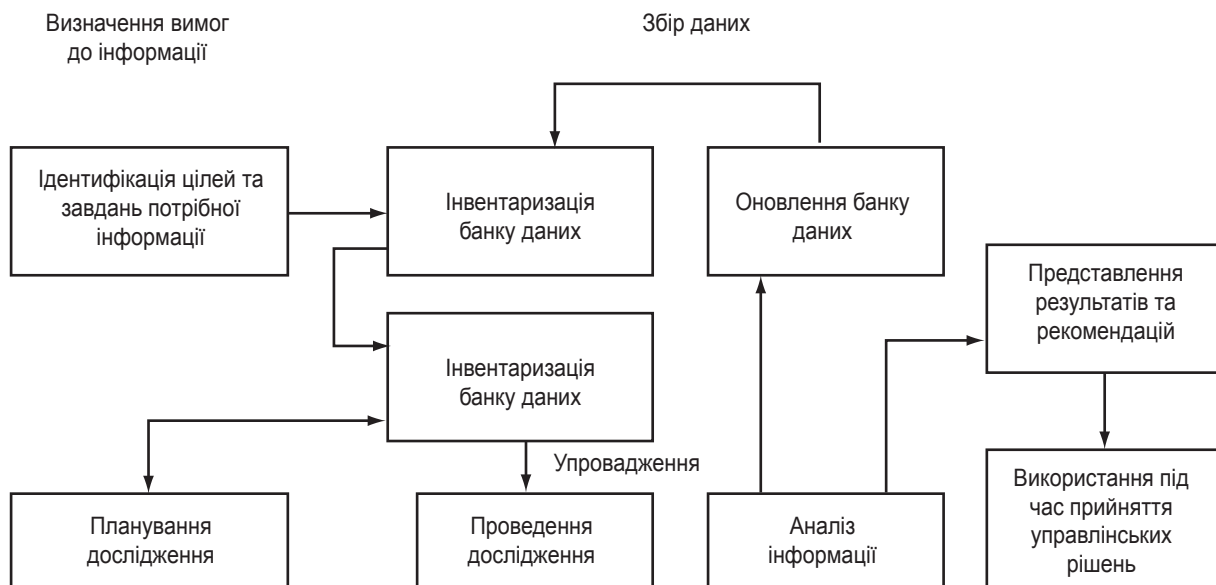 Визначення вимог
до інформації
Збір даних
Ідентифікація цілей та
завдань потрібної
інформації
Інвентаризація
банку даних
Оновлення банку
даних
Представлення
результатів та
рекомендацій
Інвентаризація
банку даних
Упровадження
Планування
дослідження
Проведення
дослідження
Аналіз
інформації
Використання під
час прийняття
управлінських
рішень